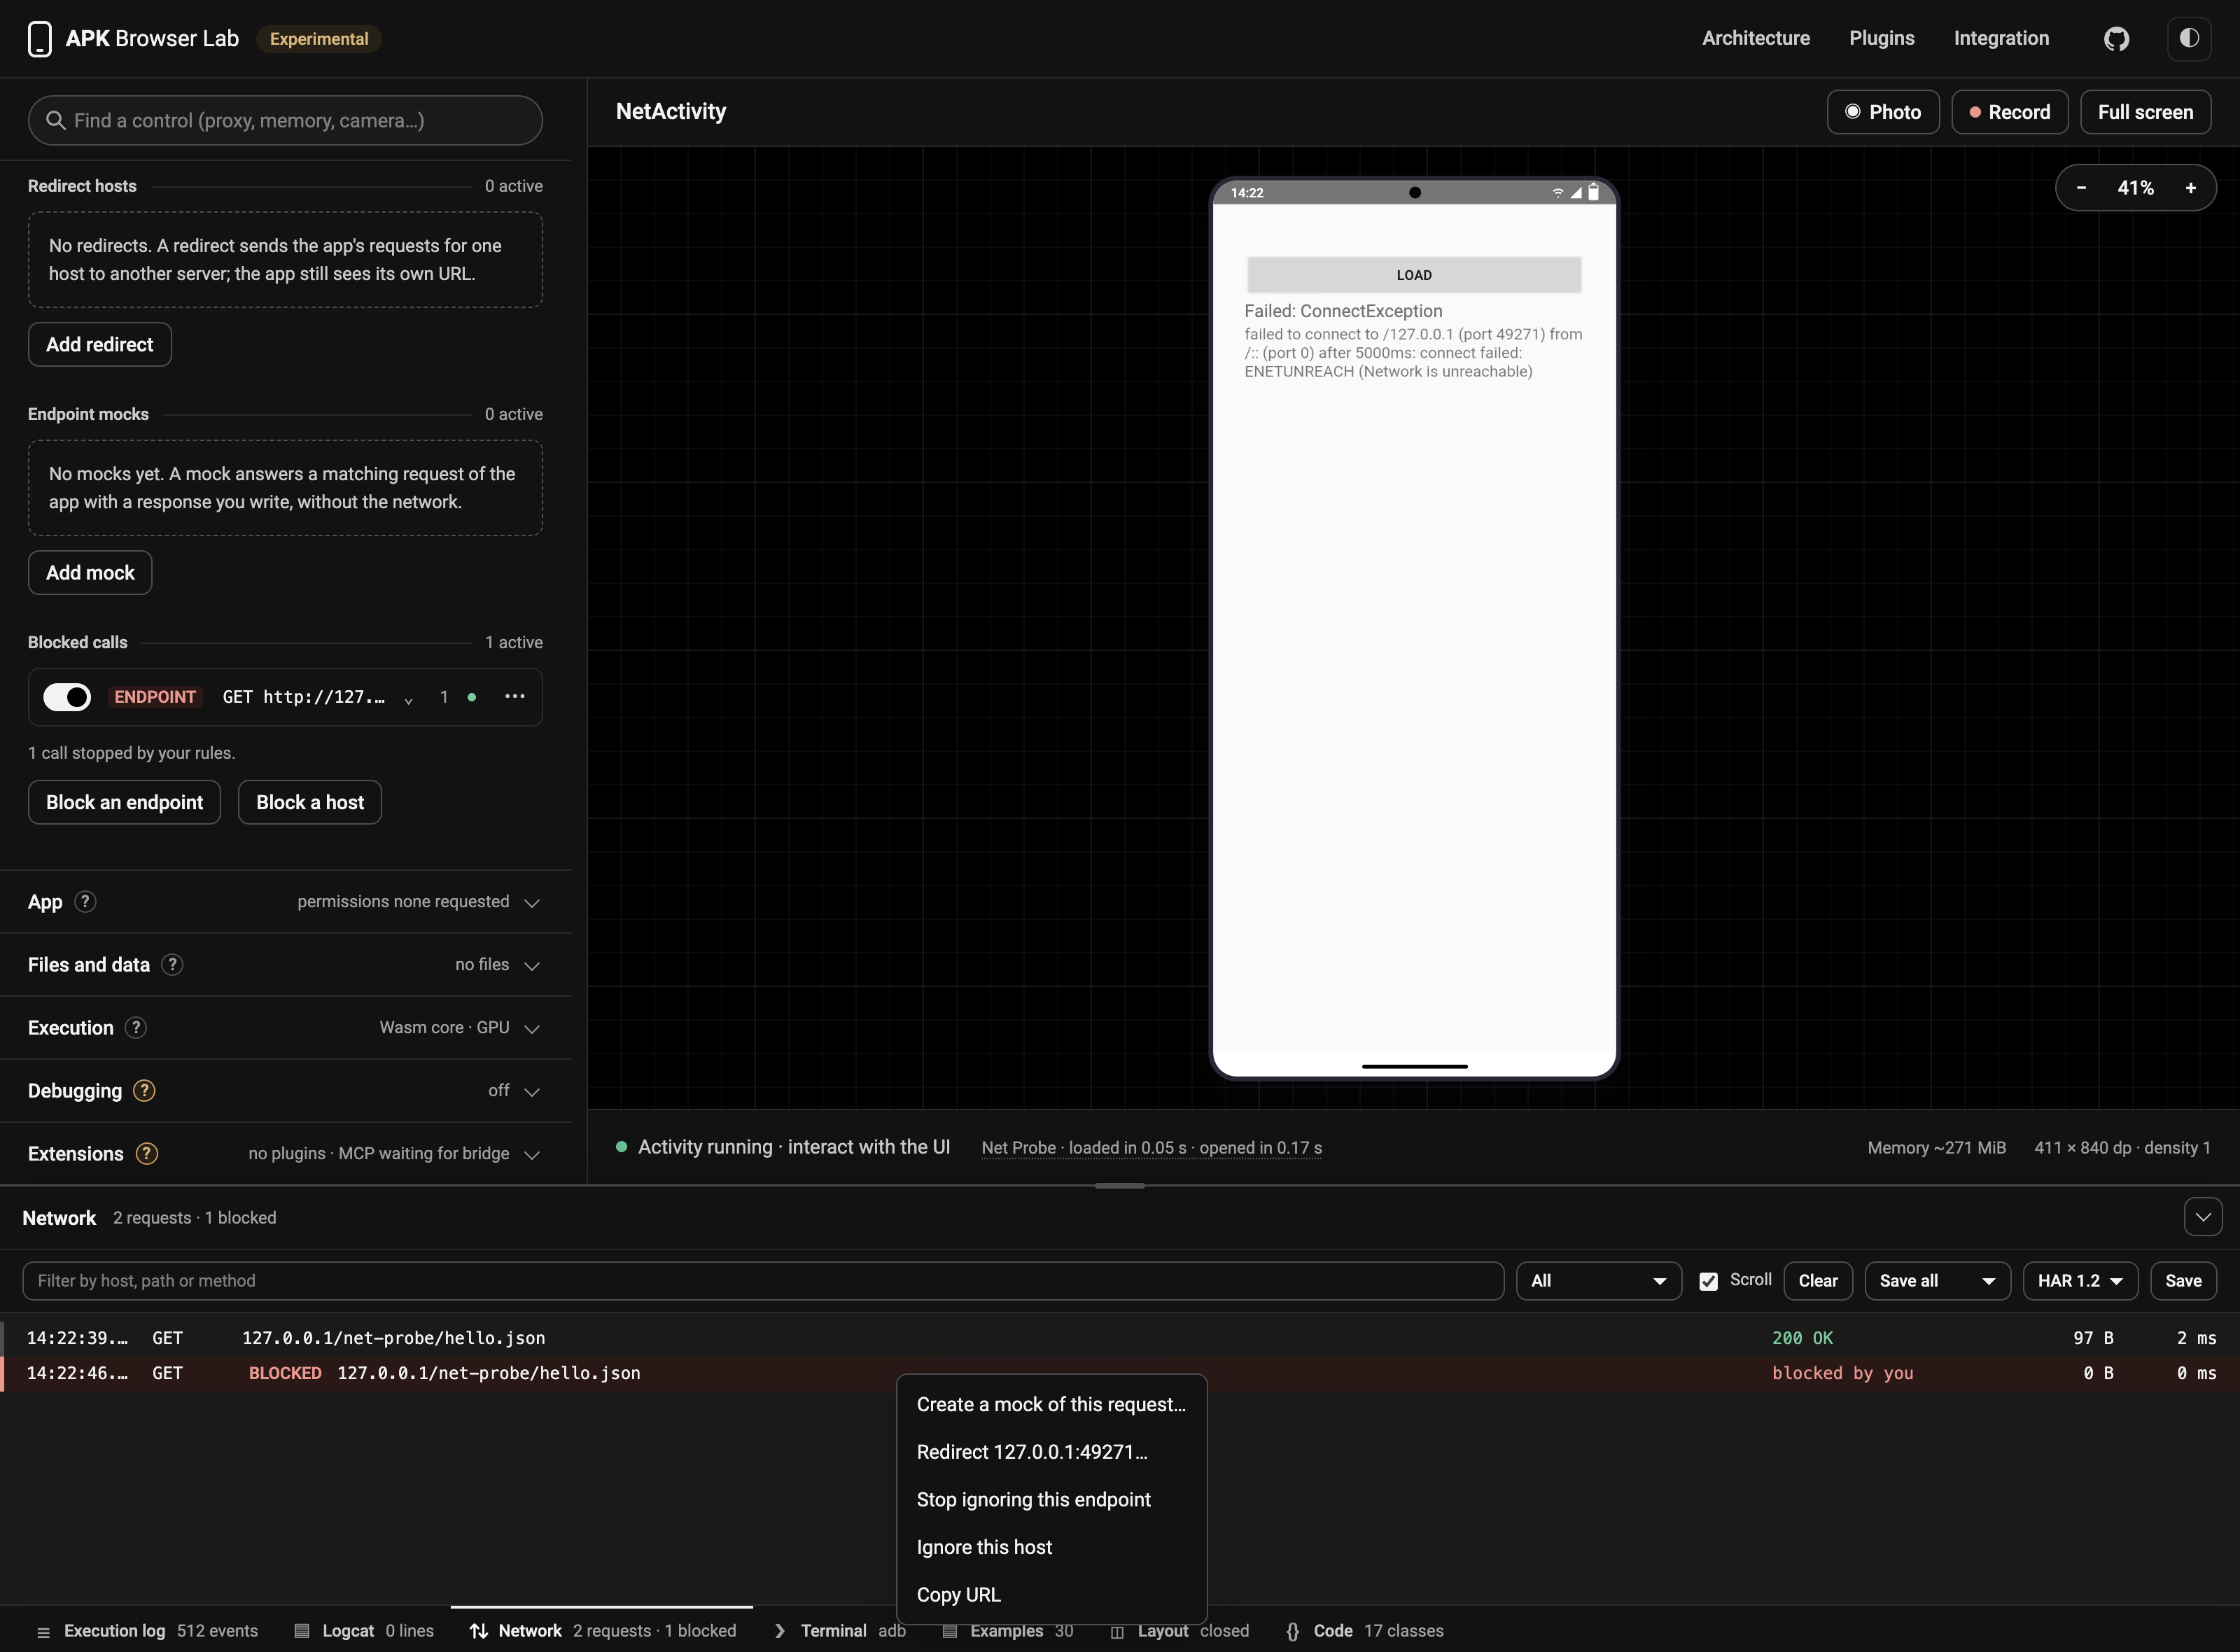 APK Browser Lab Experimental
Architecture Plugins Integration
Find a control (proxy, memory, camera...)
Redirect hosts 0 active
No redirects. A redirect sends the app's requests for one
host to another server; the app still sees its own URL.
Add redirect
Endpoint mocks 0 active
No mocks yet. A mock answers a matching request of the
app with a response you write, without the network.
Add mock
Blocked calls 1 active
ENDPOINT GET http://127.… 1
1 call stopped by your rules.
Block an endpoint Block a host
App ? permissions none requested
Files and data ? no files
Execution ? Wasm core · GPU
Debugging ? off
Extensions ? no plugins · MCP waiting for bridge
NetActivity
Photo Record Full screen
− 41% +
14:22
LOAD
Failed: ConnectException
failed to connect to /127.0.0.1 (port 49271) from
/:: (port 0) after 5000ms: connect failed:
ENETUNREACH (Network is unreachable)
Activity running · interact with the UI Net Probe · loaded in 0.05 s · opened in 0.17 s Memory ~271 MiB 411 × 840 dp · density 1
Network 2 requests · 1 blocked
Filter by host, path or method All Scroll Clear Save all HAR 1.2 Save
14:22:39.… GET 127.0.0.1/net-probe/hello.json 200 OK 97 B 2 ms
14:22:46.… GET BLOCKED 127.0.0.1/net-probe/hello.json blocked by you 0 B 0 ms
Create a mock of this request…
Redirect 127.0.0.1:49271…
Stop ignoring this endpoint
Ignore this host
Copy URL
Execution log 512 events Logcat 0 lines Network 2 requests · 1 blocked Terminal adb Examples 30 Layout closed {} Code 17 classes